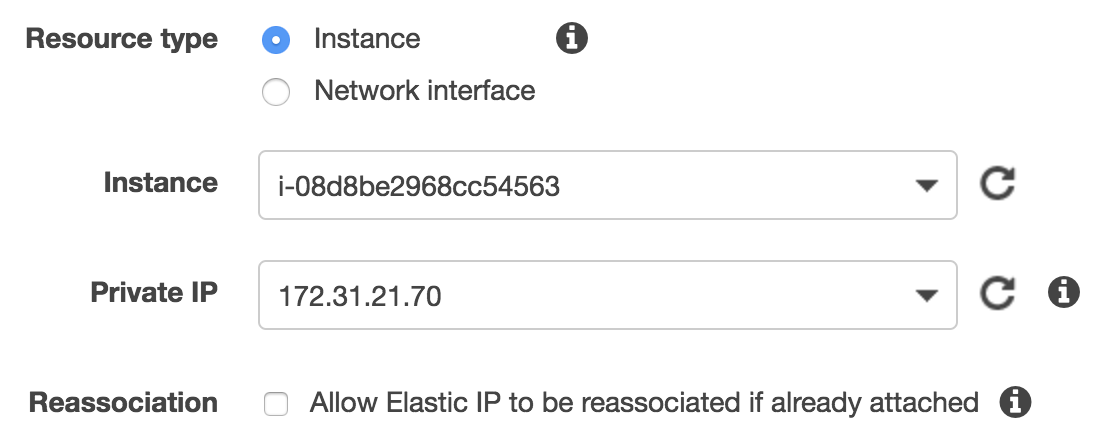 Resource type Instance
Network interface
Instance i-08d8be2968cc54563
Private IP 172.31.21.70
Reassociation Allow Elastic IP to be reassociated if already attached